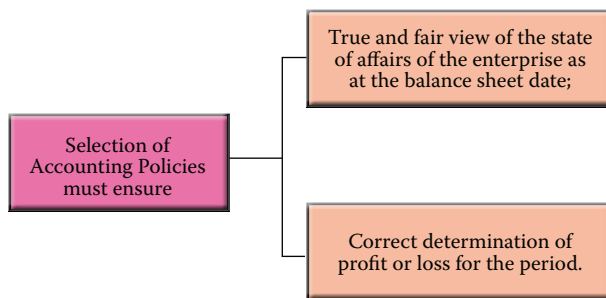 Selection of
Accounting Policies
must ensure
True and fair view of the state
of affairs of the enterprise as
at the balance sheet date;
Correct determination of
profit or loss for the period.